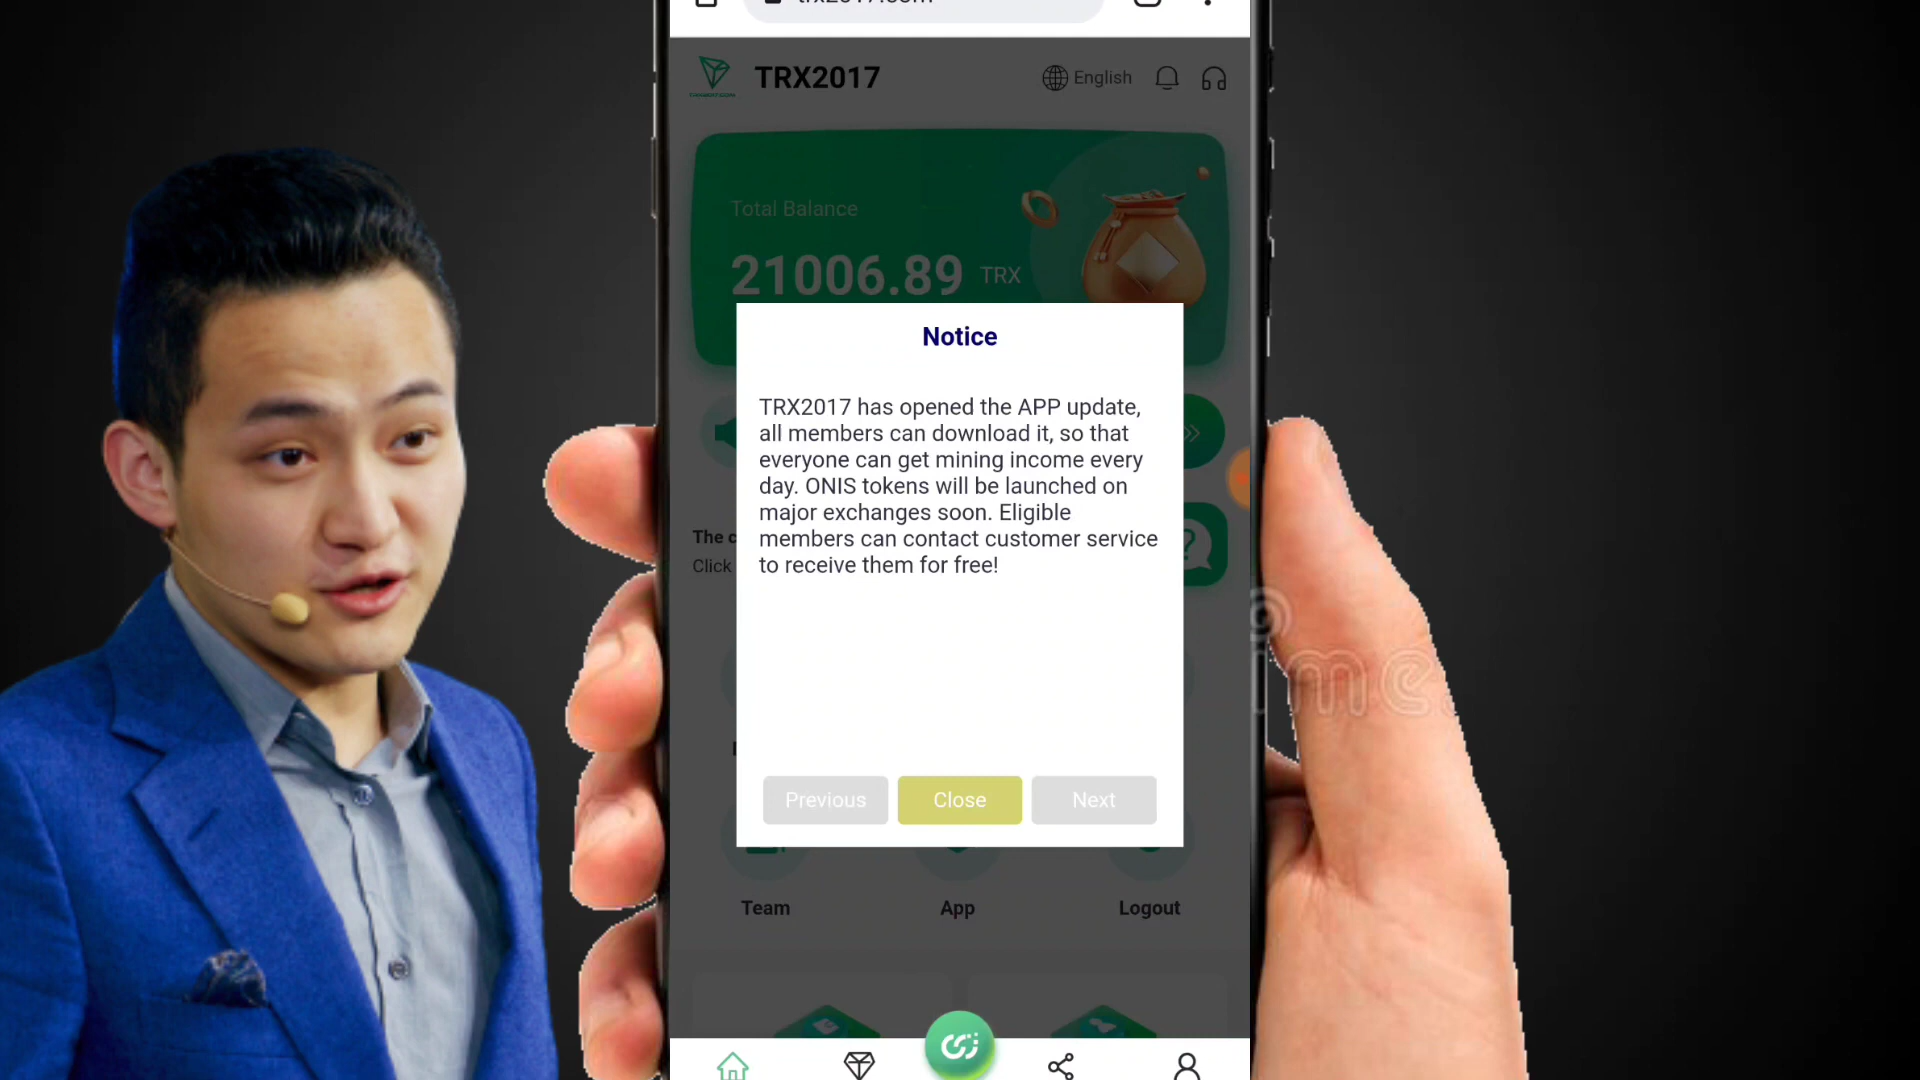 TRX2017
English
Total Balance
21006.89 TRX
Notice
TRX2017 has opened the APP update,
all members can download it, so that
everyone can get mining income every
day. ONIS tokens will be launched on
major exchanges soon. Eligible
members can contact customer service
to receive them for free!
The c
Click
Previous
Close
Next
Team
App
Logout